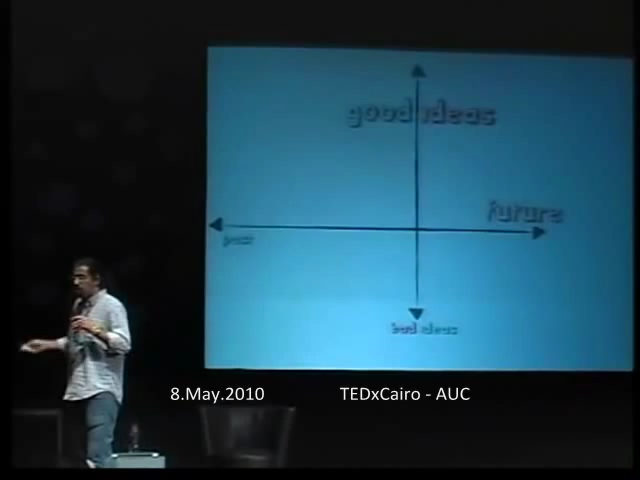 good ideas
future
past
bad ideas
8.May.2010 TEDxCairo - AUC